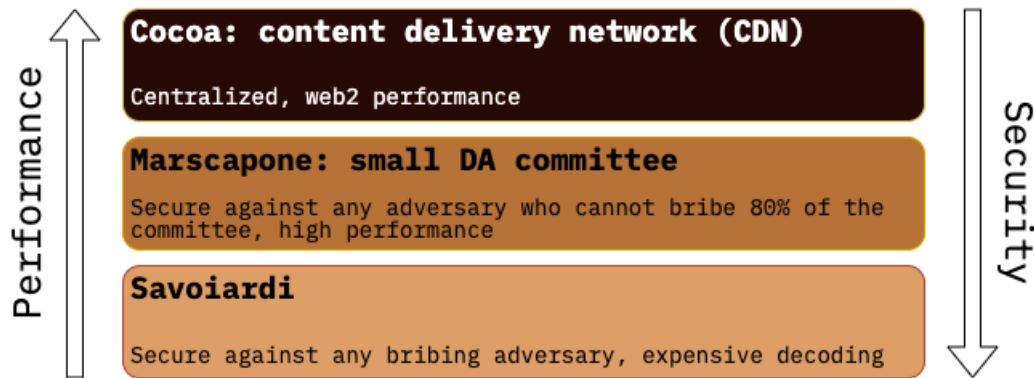 Performance
Cocoa: content delivery network (CDN)
Centralized, web2 performance
Marscapone: small DA committee
Secure against any adversary who cannot bribe 80% of the
committee, high performance
Savoiardi
Secure against any bribing adversary, expensive decoding
Security